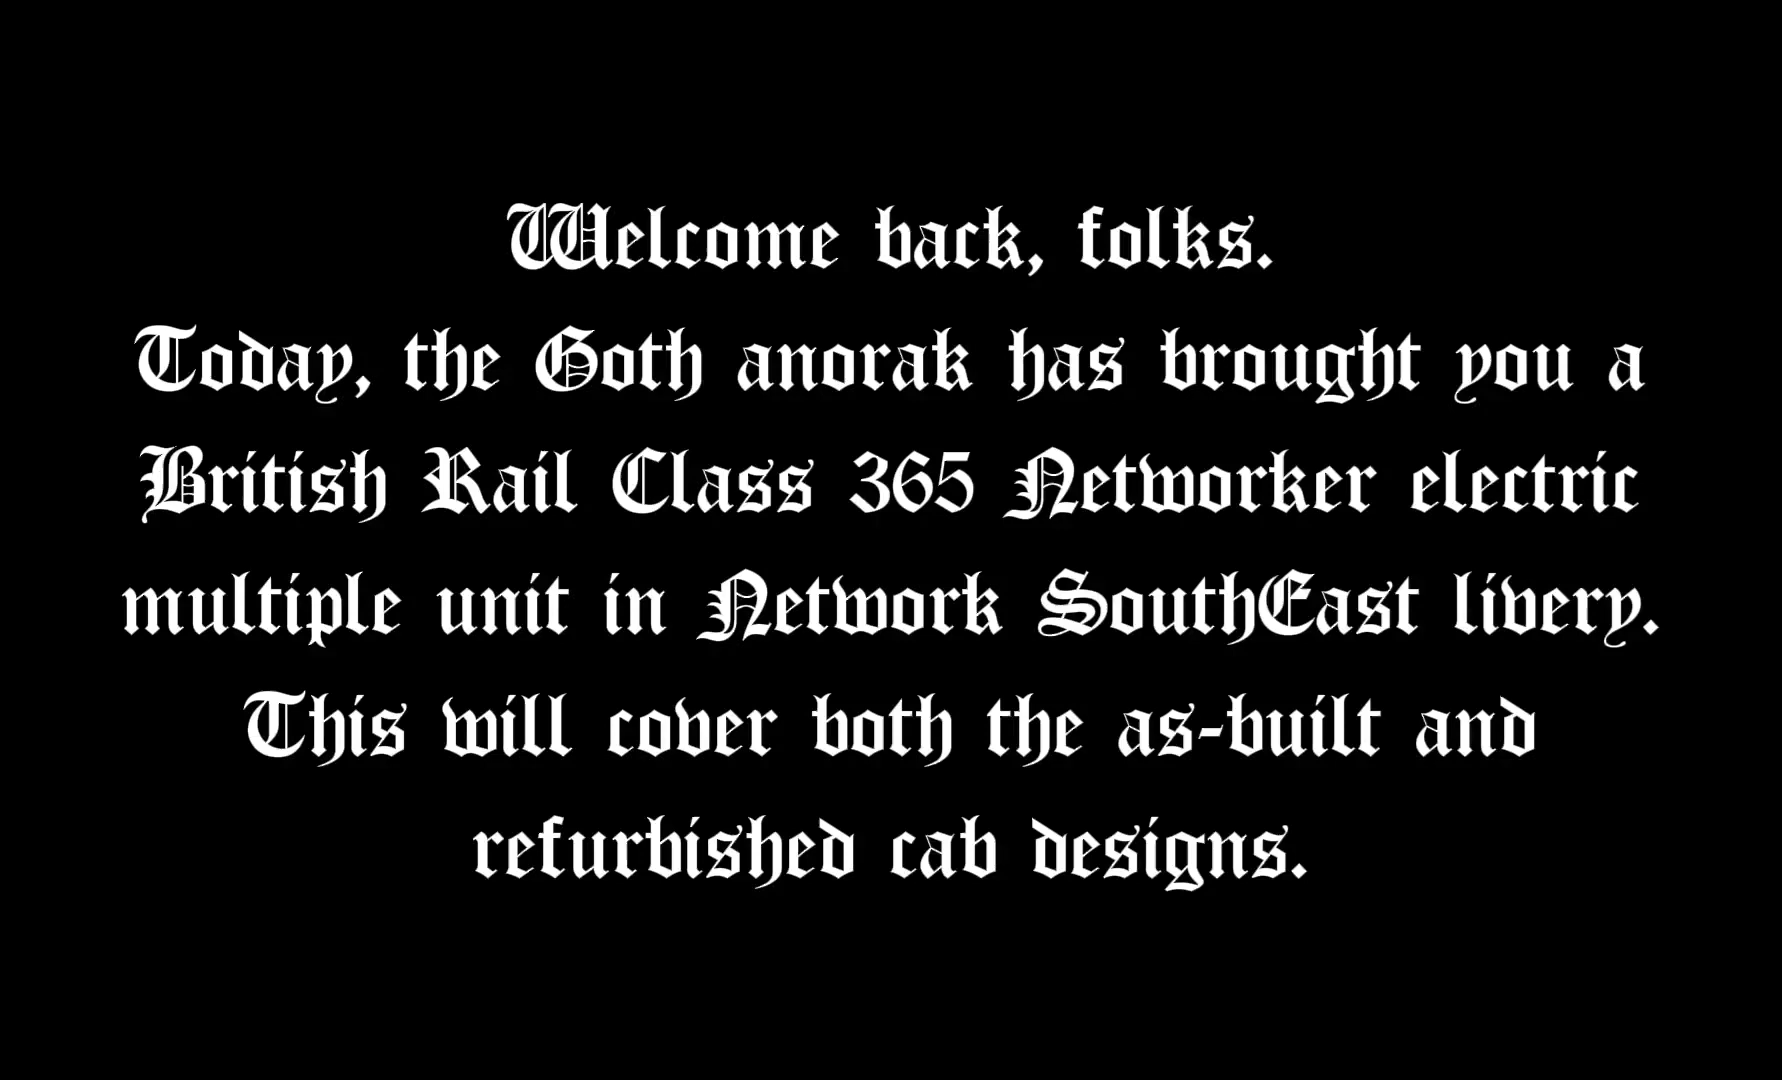 Welcome back, folks.
Today, the Goth anorak has brought you a
British Rail Class 365 Networker electric
multiple unit in Network SouthEast livery.
This will cover both the as-built and
refurbished cab designs.